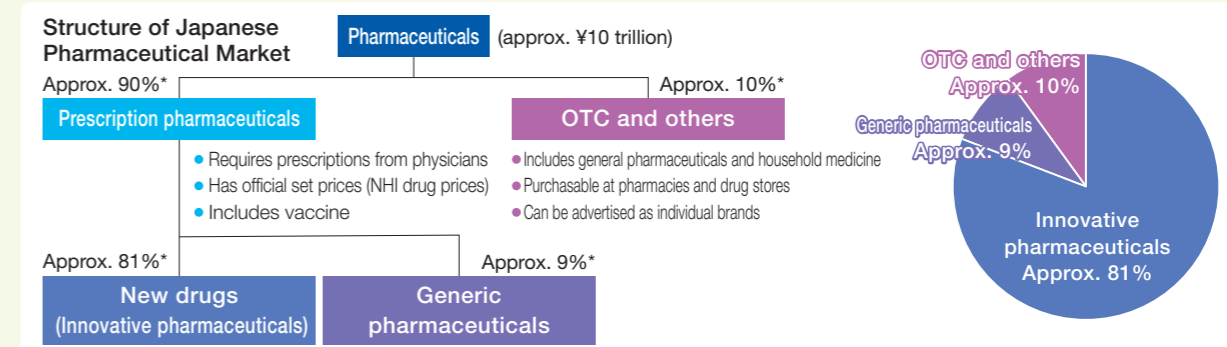 Structure of Japanese
Pharmaceutical Market
Pharmaceuticals
(approx. ¥10 trillion)
Approx. 90%*
Approx. 10%*
Prescription pharmaceuticals
OTC and others
• Requires prescriptions from physicians
• Has official set prices (NHI drug prices)
• Includes vaccine
• Includes general pharmaceuticals and household medicine
• Purchasable at pharmacies and drug stores
• Can be advertised as individual brands
Approx. 81%*
Approx. 9%*
New drugs
(Innovative pharmaceuticals)
Generic
pharmaceuticals
OTC and others
Approx. 10%
Generic pharmaceuticals
Approx. 9%
Innovative
pharmaceuticals
Approx. 81%